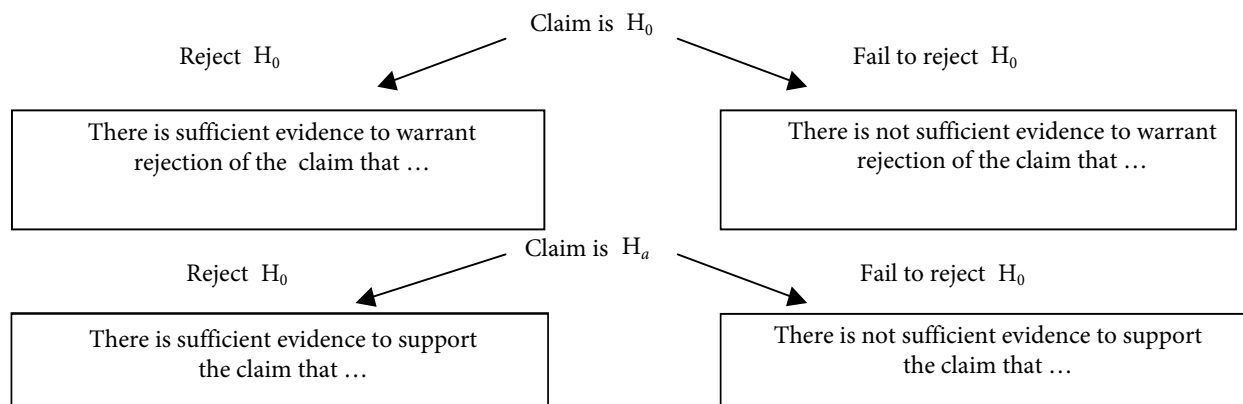 Claim is H₀
Reject H₀
Fail to reject H₀
There is sufficient evidence to warrant
rejection of the claim that …
There is not sufficient evidence to warrant
rejection of the claim that …
Claim is Hₐ
Reject H₀
Fail to reject H₀
There is sufficient evidence to support
the claim that …
There is not sufficient evidence to support
the claim that …